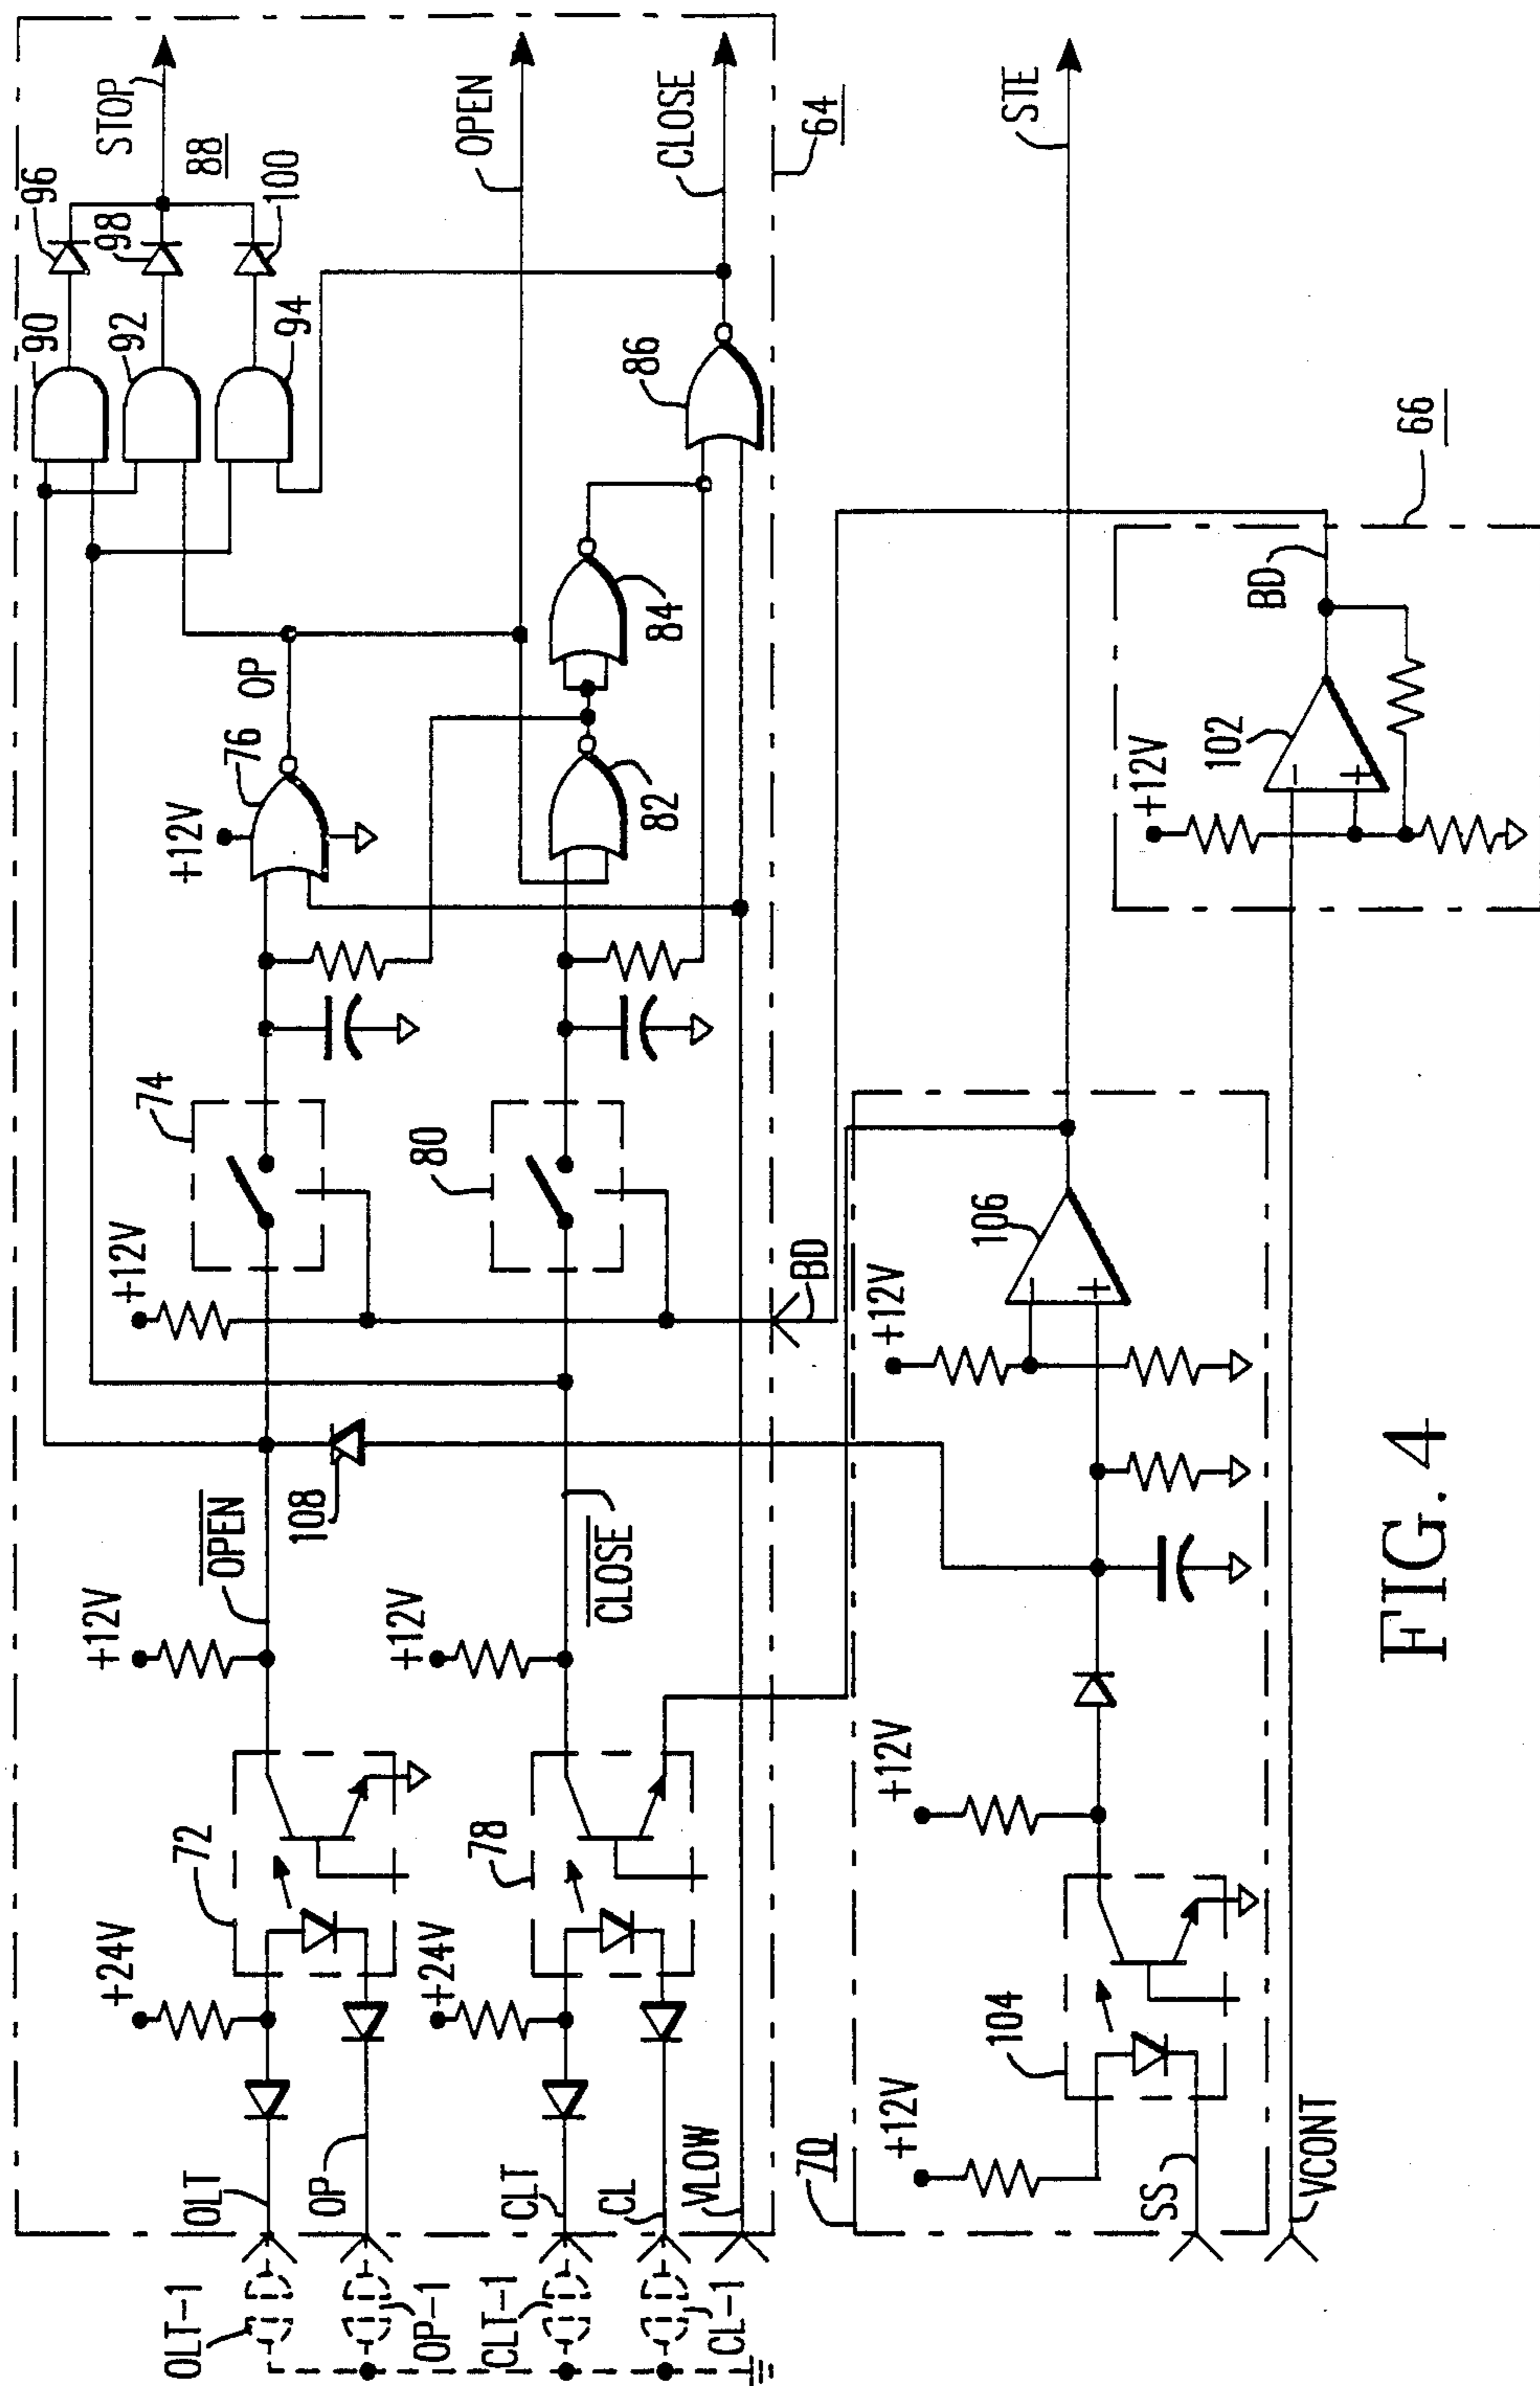 OLT-1
OP-1
CLT-1
CL-1
OLT
OP
CLT
CL
VLOW
+24V
72
+24V
78
+12V
OPEN
+12V
CLOSE
108
+12V
74
80
BD
+12V
76
OP
82
84
86
90
92
94
96
98
100
88
STOP
OPEN
CLOSE
64
70
SS
VCONT
+12V
104
+12V
+12V
106
-
+
STE
+12V
102
-
+
BD
66
FIG. 4